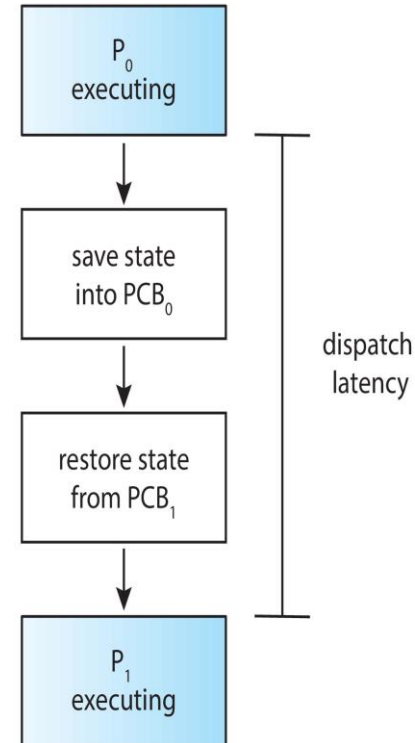 P₀
executing
save state
into PCB₀
dispatch
latency
restore state
from PCB₁
P₁
executing